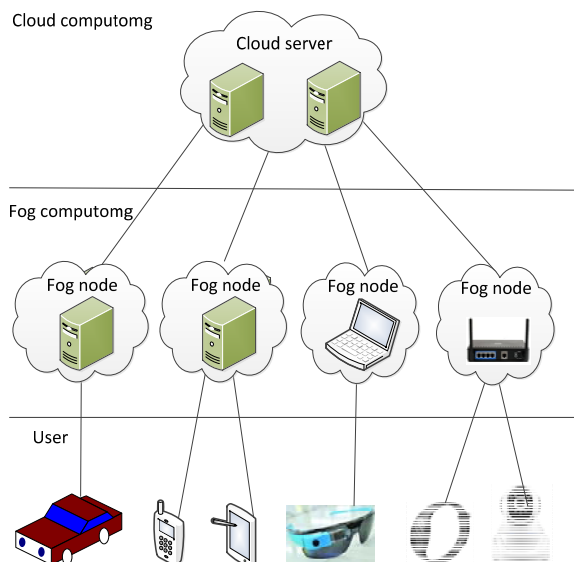 Cloud computomg
Cloud server
Fog computomg
Fog node
Fog node
Fog node
Fog node
User